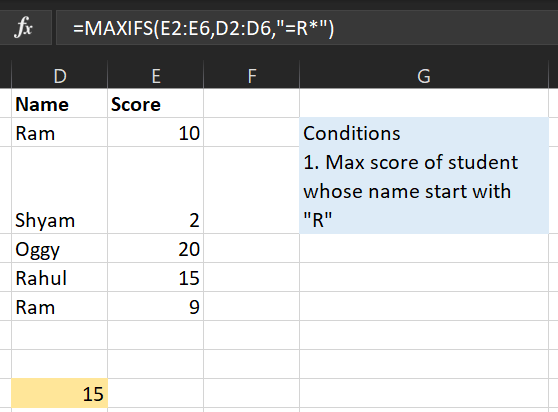 fx =MAXIFS(E2:E6,D2:D6,"=R*")
D E F G
Name Score
Ram 10 Conditions
1. Max score of student
whose name start with
Shyam 2 "R"
Oggy 20
Rahul 15
Ram 9
15